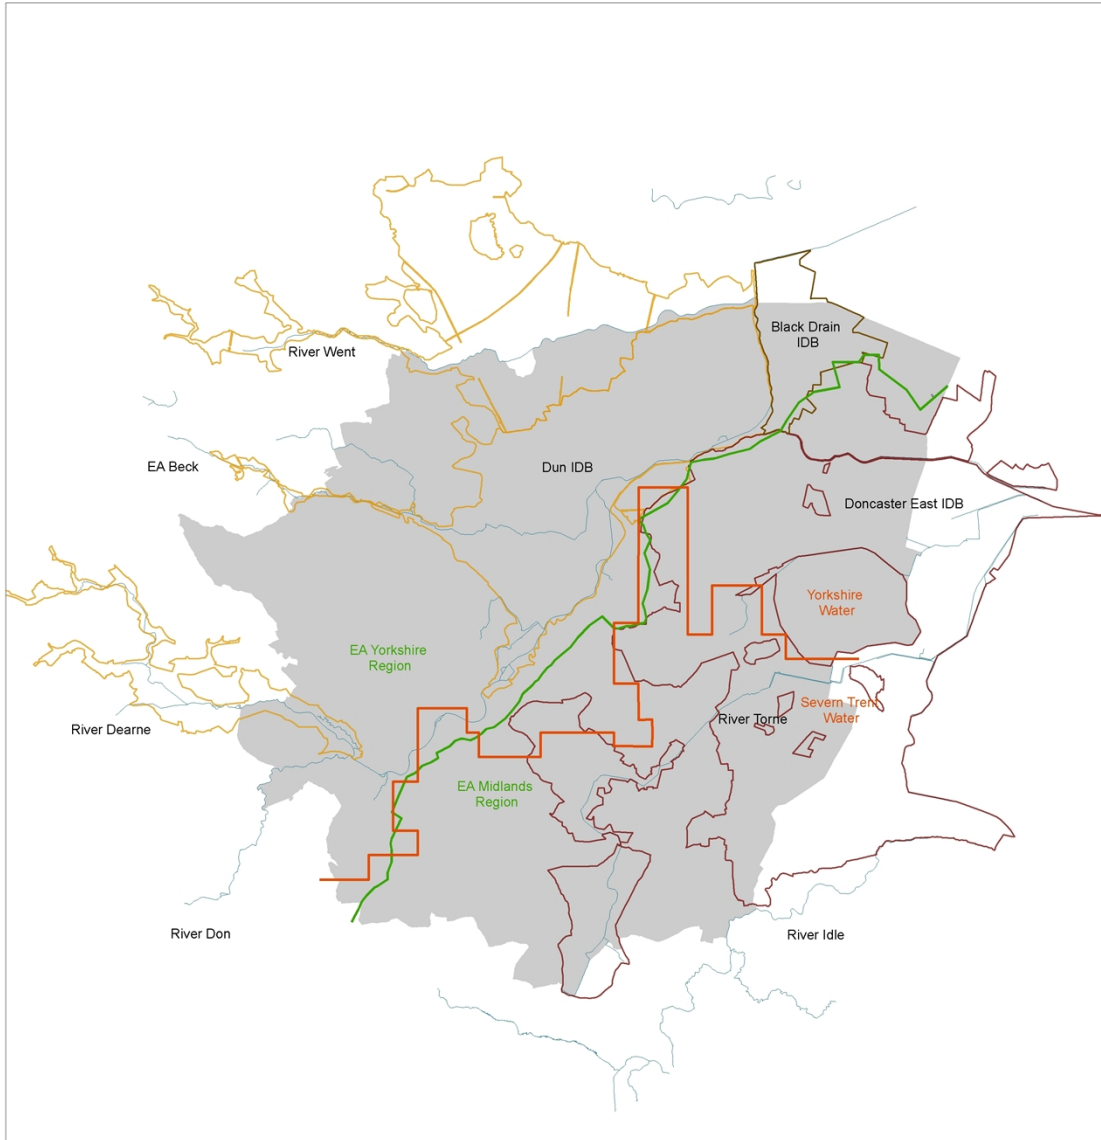 Black Drain
IDB
River Went
EA Beck
Dun IDB
Doncaster East IDB
Yorkshire
Water
EA Yorkshire
Region
Severn Trent
Water
River Torne
River Dearne
EA Midlands
Region
River Don
River Idle